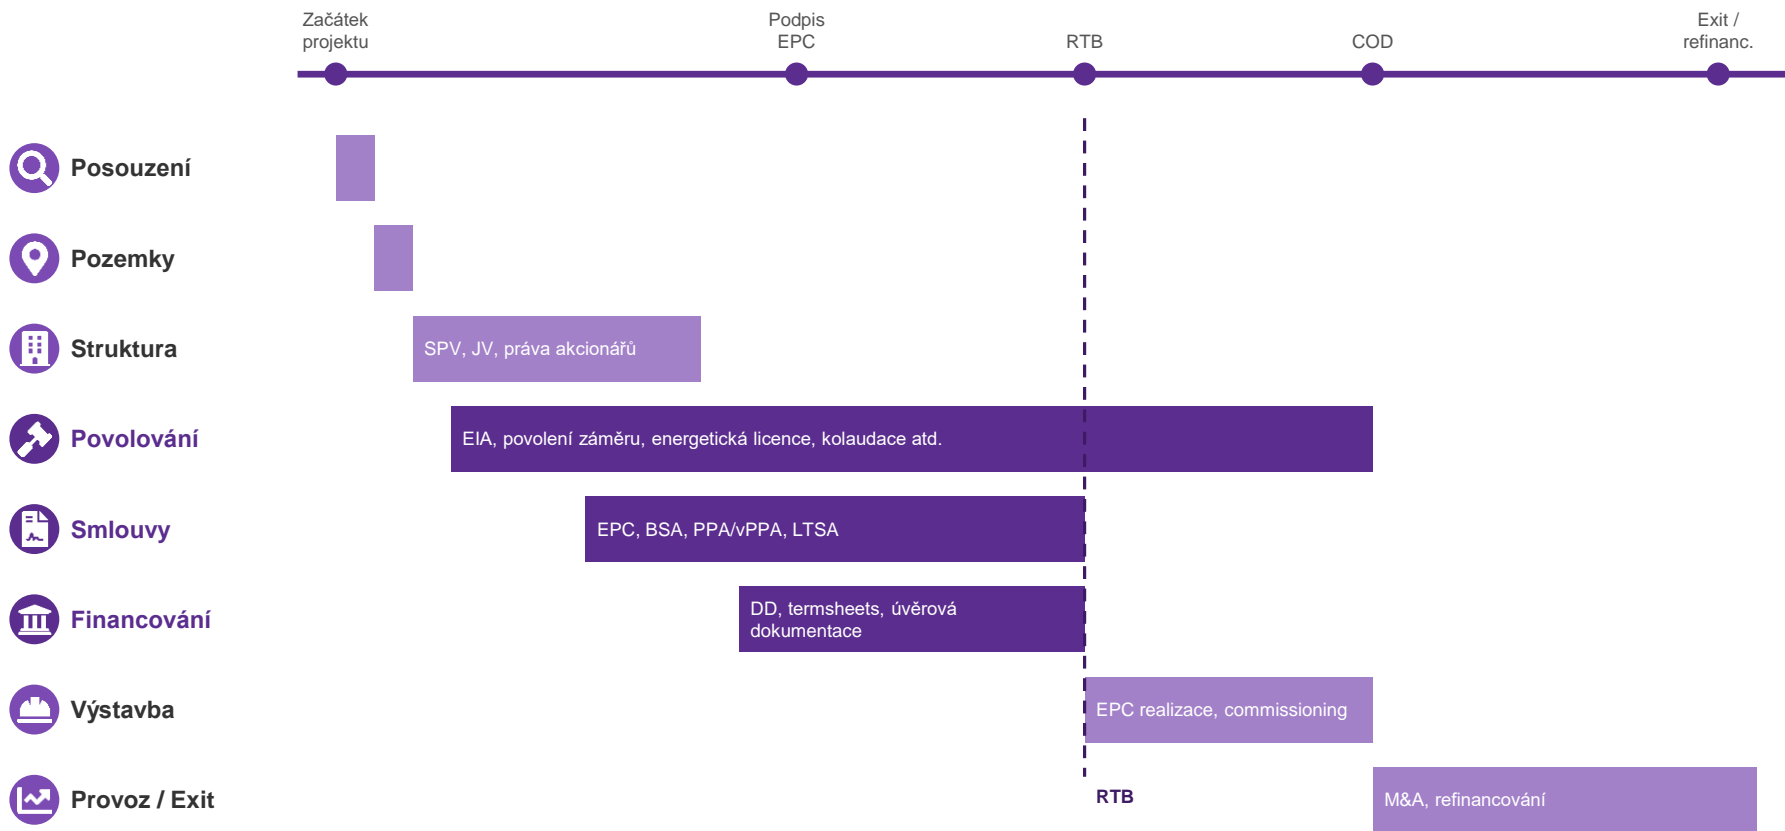 Začátek
projektu
Podpis
EPC
RTB
COD
Exit /
refinanc.
Posouzení
Pozemky
Struktura
SPV, JV, práva akcionářů
Povolování
EIA, povolení záměru, energetická licence, kolaudace atd.
Smlouvy
EPC, BSA, PPA/vPPA, LTSA
Financování
DD, termsheets, úvěrová
dokumentace
Výstavba
EPC realizace, commissioning
Provoz / Exit
RTB
M&A, refinancování